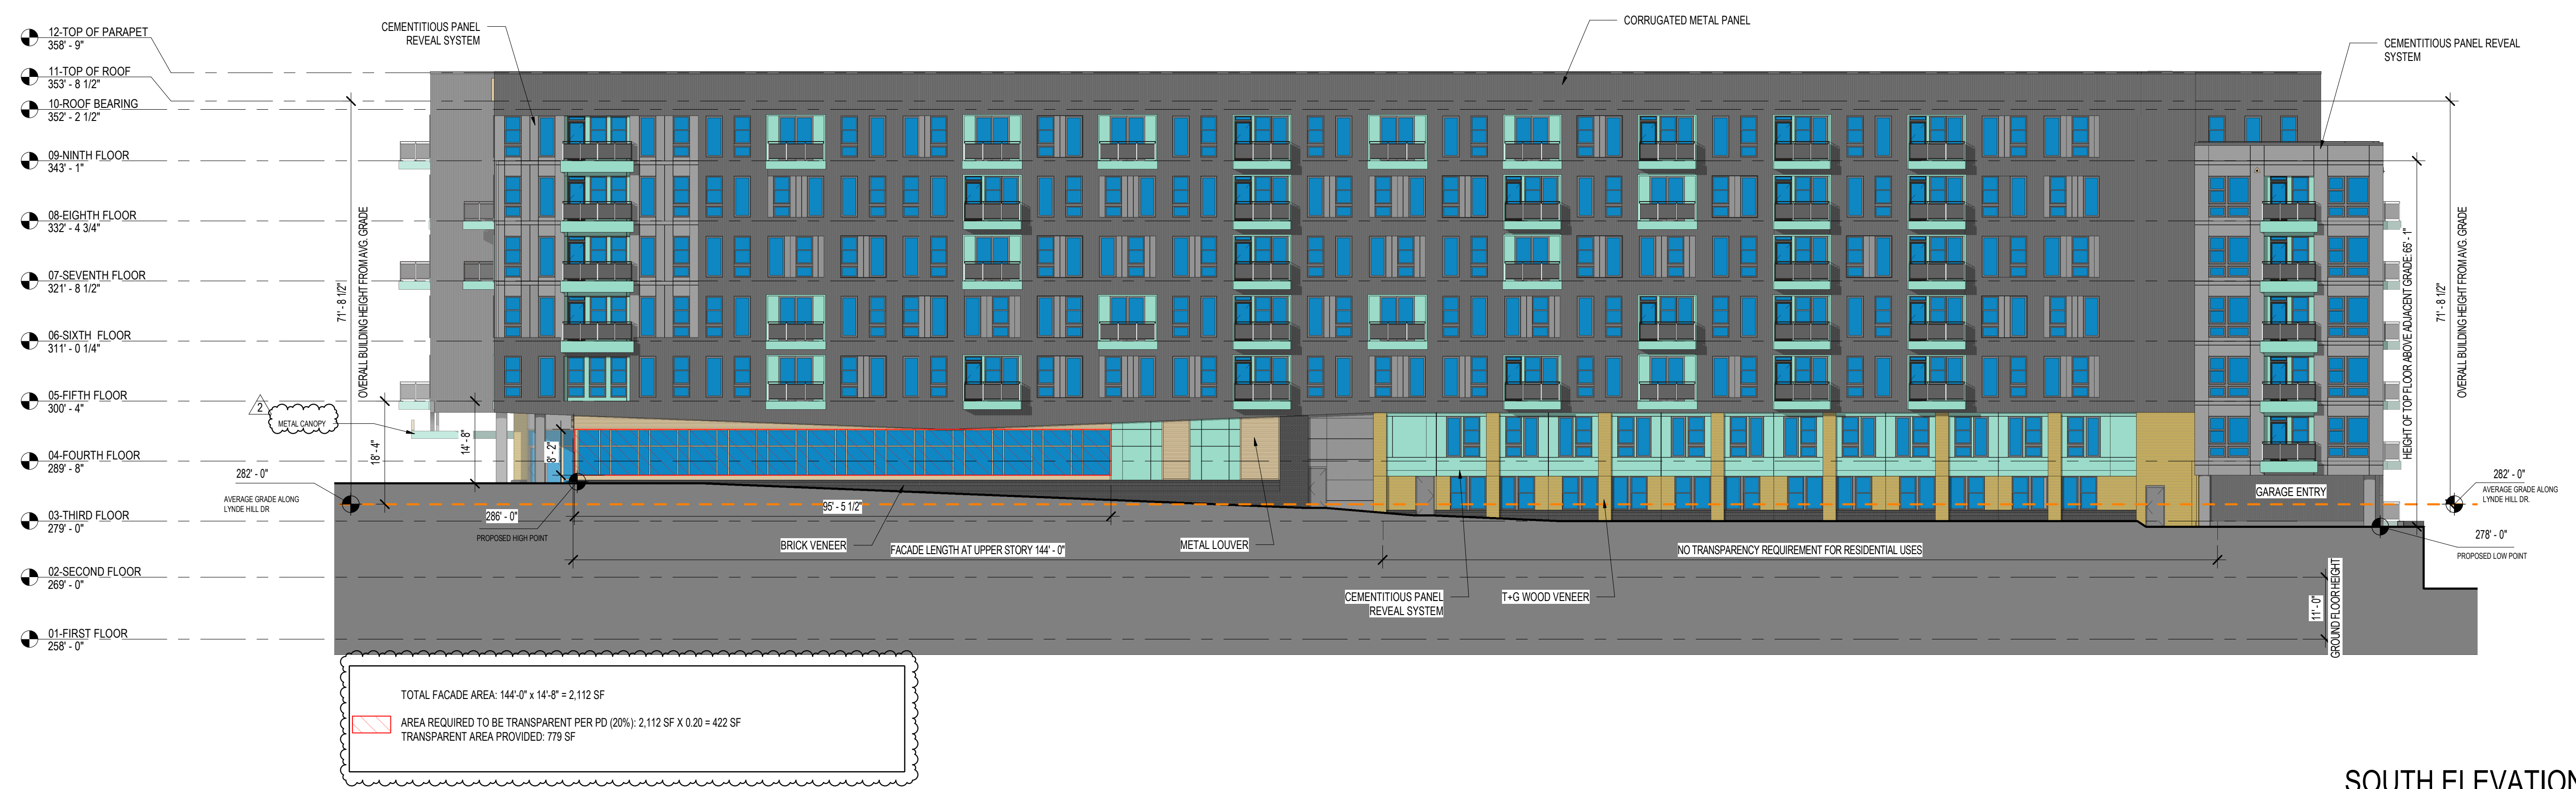 12-TOP OF PARAPET
358' - 9"
11-TOP OF ROOF
353' - 8 1/2"
10-ROOF BEARING
352' - 2 1/2"
09-NINTH FLOOR
343' - 1"
08-EIGHTH FLOOR
332' - 4 3/4"
07-SEVENTH FLOOR
321' - 8 1/2"
06-SIXTH FLOOR
311' - 0 1/4"
05-FIFTH FLOOR
300' - 4"
04-FOURTH FLOOR
289' - 8"
03-THIRD FLOOR
279' - 0"
02-SECOND FLOOR
269' - 0"
01-FIRST FLOOR
258' - 0"
CEMENTITIOUS PANEL
REVEAL SYSTEM
CORRUGATED METAL PANEL
CEMENTITIOUS PANEL REVEAL
SYSTEM
71' - 8 1/2"
OVERALL BUILDING HEIGHT FROM AVG. GRADE
2
METAL CANOPY
18' - 4"
14' - 8"
8' - 2"
282' - 0"
AVERAGE GRADE ALONG
LYNDE HILL DR
286' - 0"
PROPOSED HIGH POINT
95' - 5 1/2"
BRICK VENEER
FACADE LENGTH AT UPPER STORY 144' - 0"
METAL LOUVER
CEMENTITIOUS PANEL
REVEAL SYSTEM
T+G WOOD VENEER
NO TRANSPARENCY REQUIREMENT FOR RESIDENTIAL USES
GARAGE ENTRY
HEIGHT OF TOP FLOOR ABOVE ADJACENT GRADE: 65' - 1"
71' - 8 1/2"
OVERALL BUILDING HEIGHT FROM AVG. GRADE
282' - 0"
AVERAGE GRADE ALONG
LYNDE HILL DR.
278' - 0"
PROPOSED LOW POINT
11' - 0"
GROUND FLOOR HEIGHT
TOTAL FACADE AREA: 144'-0" x 14'-8" = 2,112 SF
AREA REQUIRED TO BE TRANSPARENT PER PD (20%): 2,112 SF X 0.20 = 422 SF
TRANSPARENT AREA PROVIDED: 779 SF
SOUTH ELEVATION